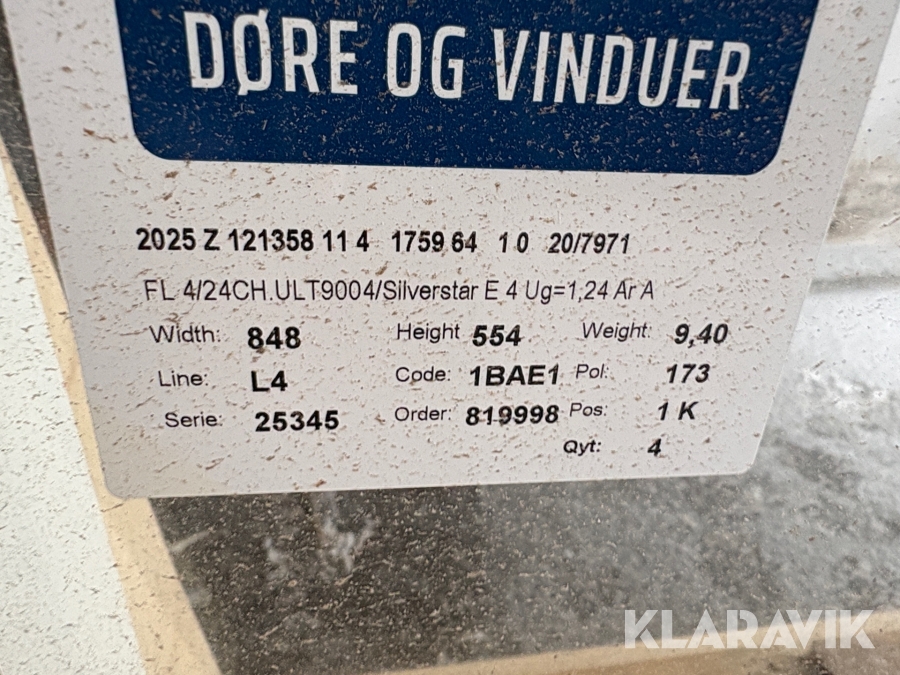 DØRE OG VINDUER
2025 Z 121358 11 4 1759 64 1 0 20/7971
FL 4/24CH.ULT9004/Silverstar E 4 Ug=1,24 Ar A
Width: 848 Height 554 Weight: 9,40
Line: L4 Code: 1BAE1 Pol: 173
Serie: 25345 Order: 819998 Pos: 1 K
Qyt: 4
KLARAVIK